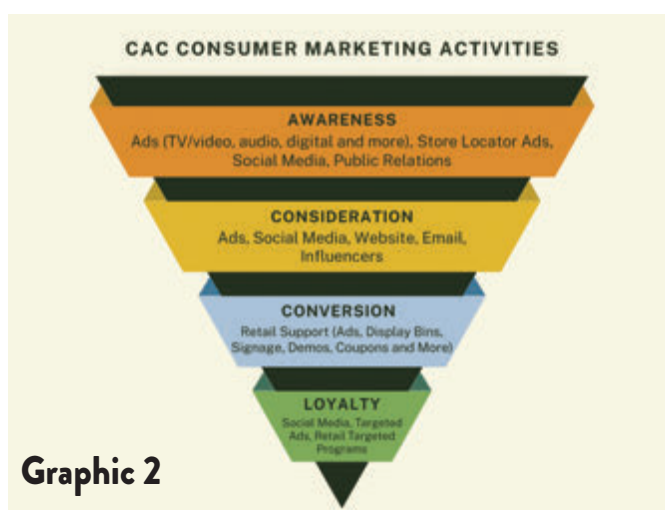 CAC CONSUMER MARKETING ACTIVITIES
AWARENESS
Ads (TV/video, audio, digital and more), Store Locator Ads,
Social Media, Public Relations
CONSIDERATION
Ads, Social Media, Website, Email,
Influencers
CONVERSION
Retail Support (Ads, Display Bins,
Signage, Demos, Coupons and More)
LOYALTY
Social Media, Targeted
Ads, Retail Targeted
Programs
Graphic 2